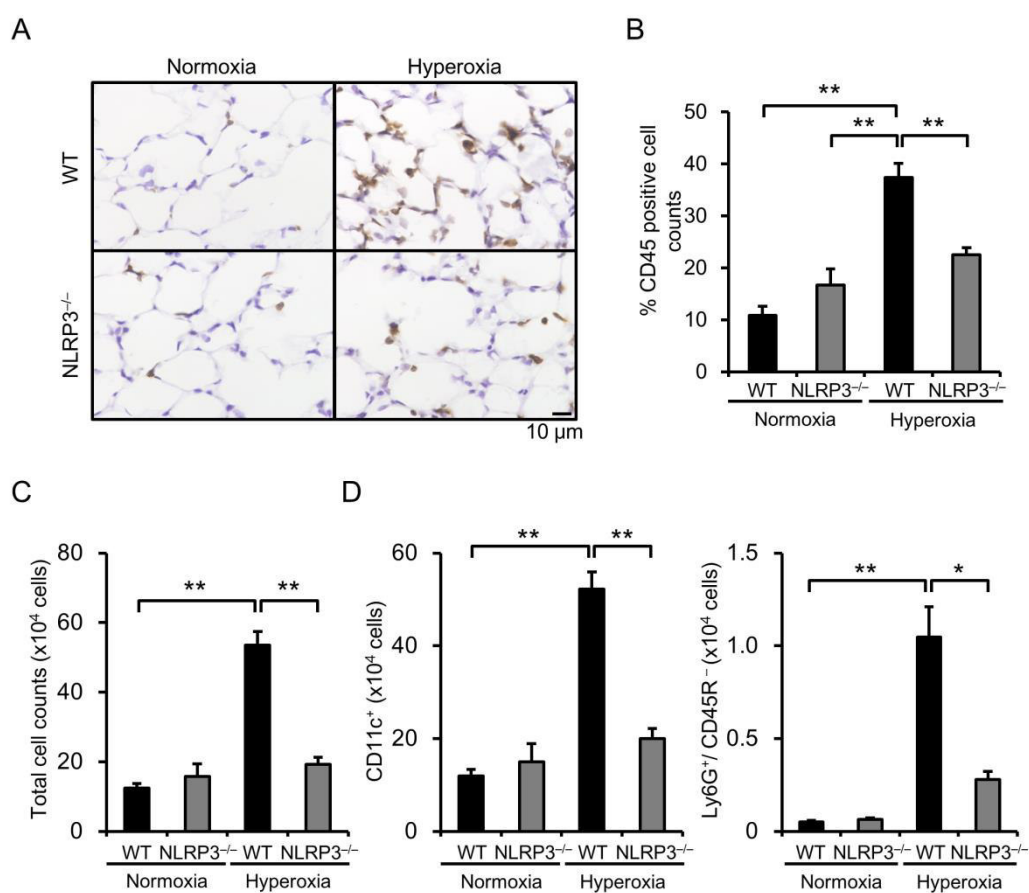 A
Normoxia
Hyperoxia
WT
NLRP3⁻/⁻
10 μm
B
% CD45 positive cell
counts
50
40
30
20
10
0
**
**
**
WT NLRP3⁻/⁻ WT NLRP3⁻/⁻
Normoxia Hyperoxia
C
Total cell counts (x10⁴ cells)
80
60
40
20
0
**
**
WT NLRP3⁻/⁻ WT NLRP3⁻/⁻
Normoxia Hyperoxia
D
CD11c⁺ (x10⁴ cells)
60
40
20
0
**
**
WT NLRP3⁻/⁻ WT NLRP3⁻/⁻
Normoxia Hyperoxia
Ly6G⁺/ CD45R⁻ (x10⁴ cells)
1.5
1.0
0.5
0
**
*
WT NLRP3⁻/⁻ WT NLRP3⁻/⁻
Normoxia Hyperoxia